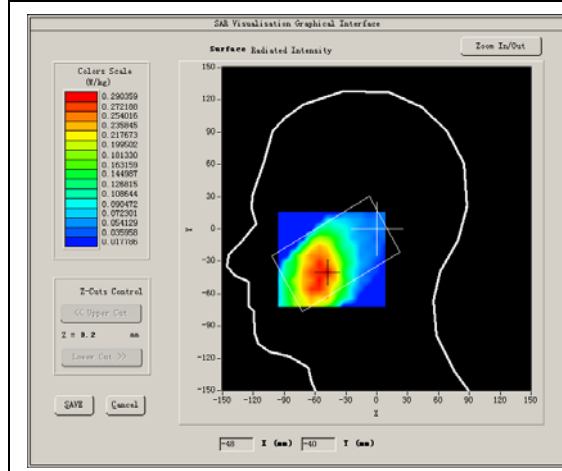 SAR Visualisation Graphical Interface
Surface Radiated Intensity
Zoom In/Out
Colors Scale
(W/kg)
0.290359
0.272188
0.254016
0.235845
0.217673
0.199502
0.181330
0.163159
0.144987
0.126815
0.108644
0.090472
0.072301
0.054129
0.035958
0.017786
Z-Cuts Control
<< Upper Cut
Z = 0.2 mm
Lower Cut >>
SAVE
Cancel
150
120
90
60
30
0
-30
-60
-90
-120
-150
Y
-150 -120 -90 -60 -30 0 30 60 90 120 150
X
-48 X (mm) -40 Y (mm)